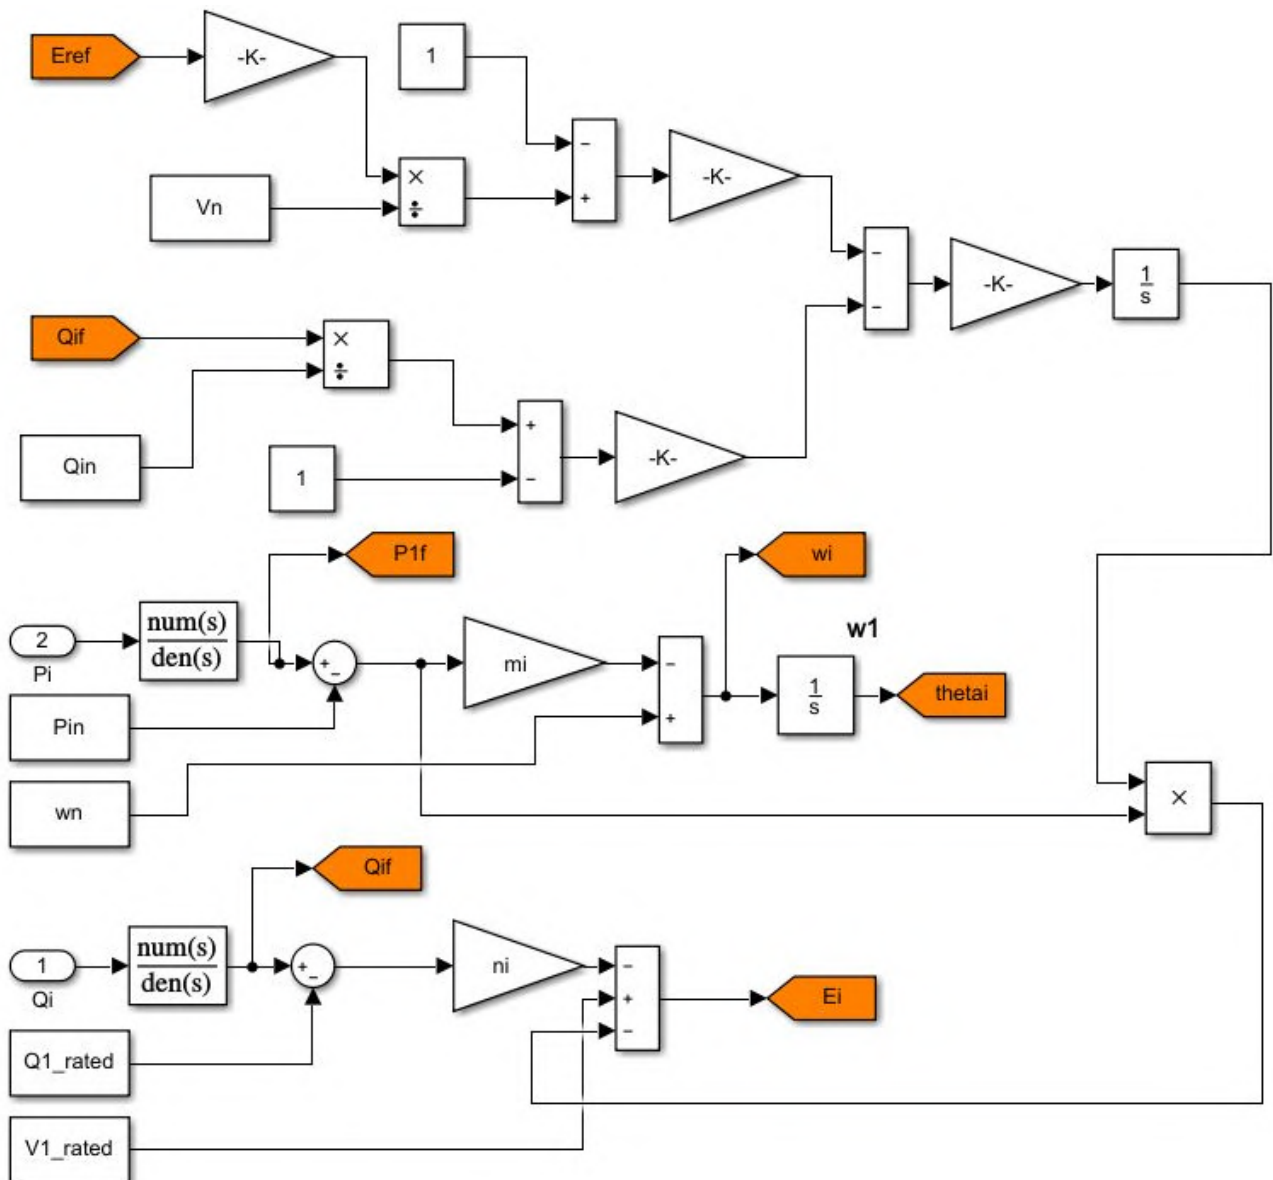 Eref
-K-
1
×
÷
Vn
-
+
-K-
-
-
-K-
1
s
Qif
×
÷
Qin
1
+
-
-K-
P1f
wi
2
Pi
num(s)
den(s)
+
-
mi
-
+
w1
1
s
thetai
Pin
wn
×
Qif
1
Qi
num(s)
den(s)
+
-
ni
-
+
-
Ei
Q1_rated
V1_rated